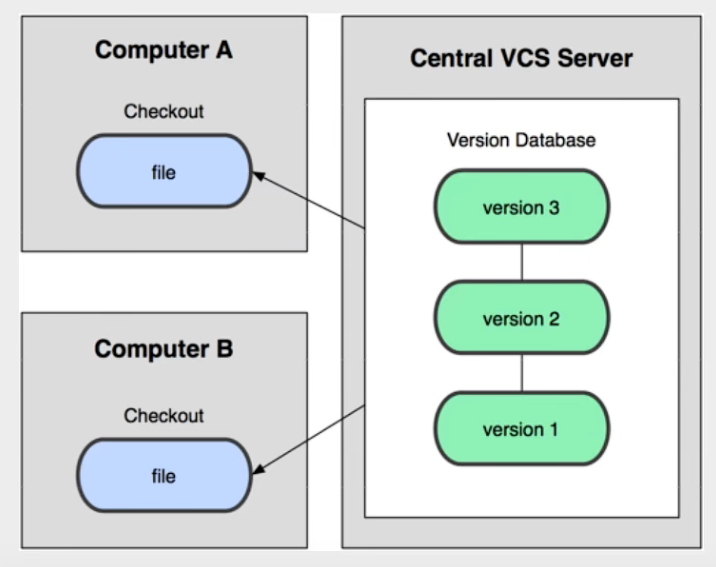 Computer A
Checkout
file
Computer B
Checkout
file
Central VCS Server
Version Database
version 3
version 2
version 1